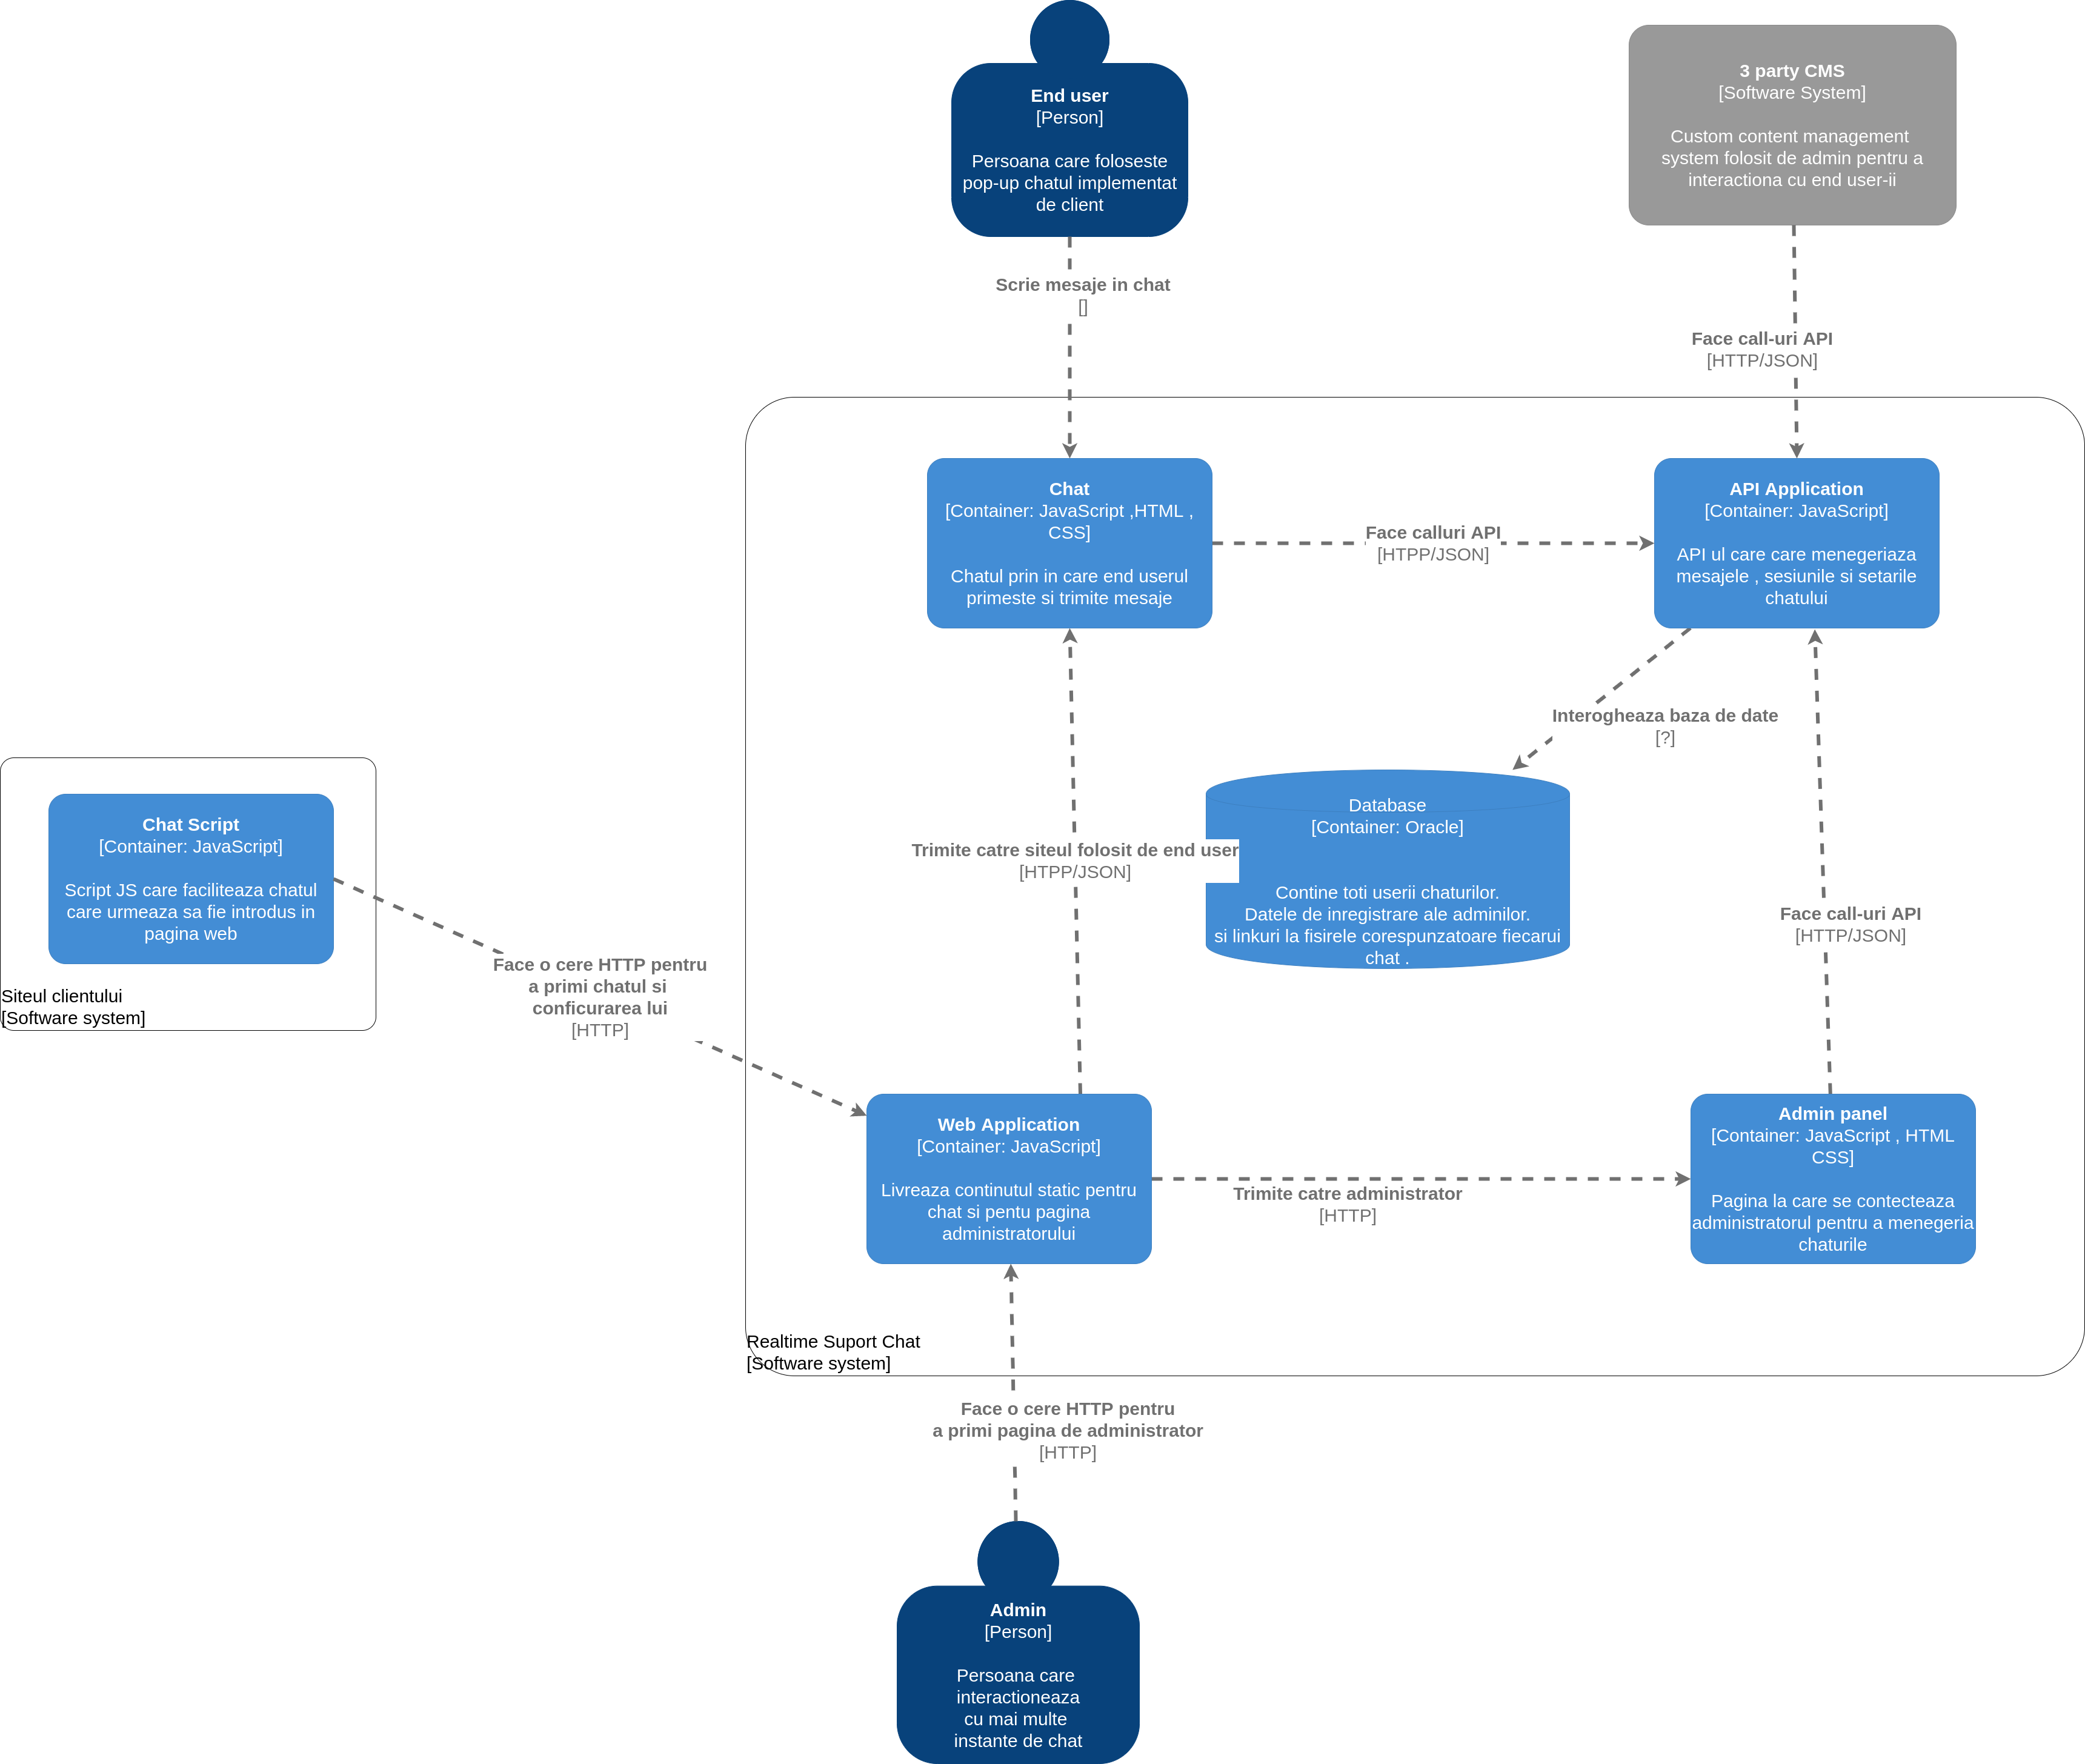 End user
[Person]
Persoana care foloseste
pop-up chatul implementat
de client
3 party CMS
[Software System]
Custom content management
system folosit de admin pentru a
interactiona cu end user-ii
Scrie mesaje in chat
[]
Face call-uri API
[HTTP/JSON]
Chat
[Container: JavaScript ,HTML ,
CSS]
Chatul prin in care end userul
primeste si trimite mesaje
Face calluri API
[HTPP/JSON]
API Application
[Container: JavaScript]
API ul care care menegeriaza
mesajele , sesiunile si setarile
chatului
Interogheaza baza de date
[?]
Database
[Container: Oracle]
Contine toti userii chaturilor.
Datele de inregistrare ale adminilor.
si linkuri la fisirele corespunzatoare fiecarui
chat .
Trimite catre siteul folosit de end user
[HTPP/JSON]
Face call-uri API
[HTTP/JSON]
Chat Script
[Container: JavaScript]
Script JS care faciliteaza chatul
care urmeaza sa fie introdus in
pagina web
Siteul clientului
[Software system]
Face o cere HTTP pentru
a primi chatul si
conficurarea lui
[HTTP]
Web Application
[Container: JavaScript]
Livreaza continutul static pentru
chat si pentu pagina
administratorului
Trimite catre administrator
[HTTP]
Admin panel
[Container: JavaScript , HTML
CSS]
Pagina la care se contecteaza
administratorul pentru a menegeria
chaturile
Realtime Suport Chat
[Software system]
Face o cere HTTP pentru
a primi pagina de administrator
[HTTP]
Admin
[Person]
Persoana care
interactioneaza
cu mai multe
instante de chat